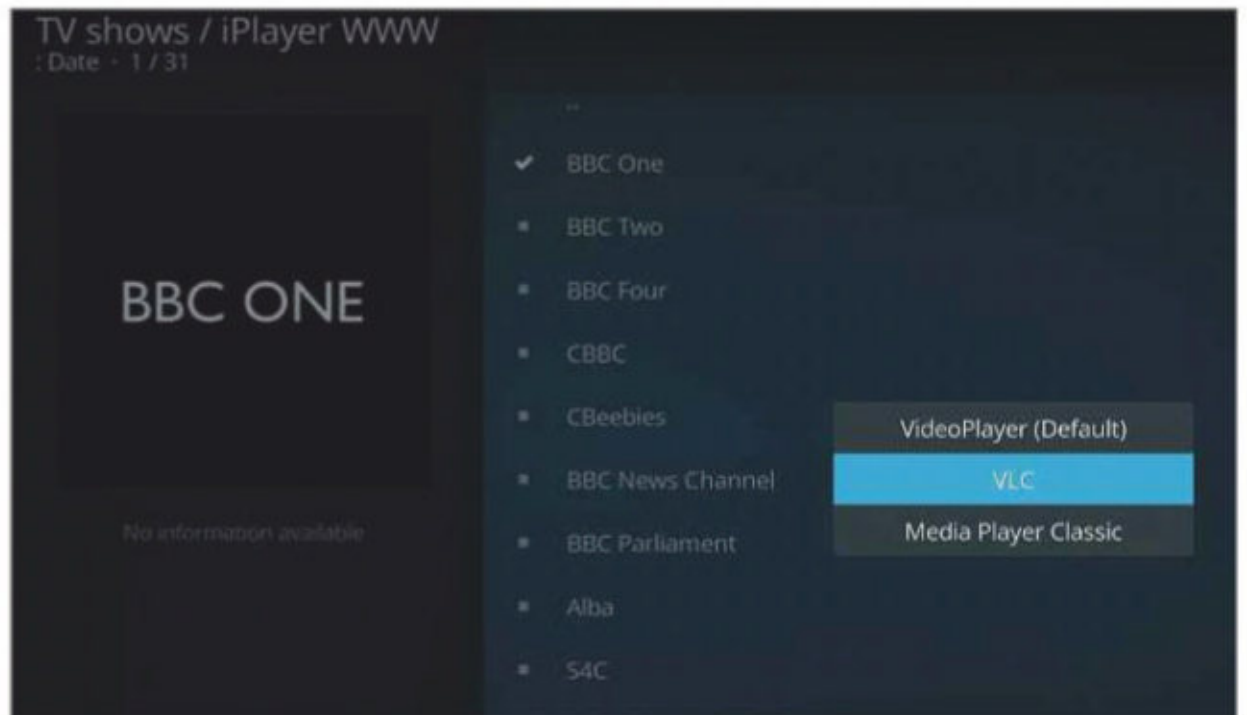 TV shows / iPlayer WWW
: Date · 1 / 31
..
BBC One
BBC Two
BBC Four
CBBC
CBeebies
BBC News Channel
BBC Parliament
Alba
S4C
BBC ONE
No information available
VideoPlayer (Default)
VLC
Media Player Classic